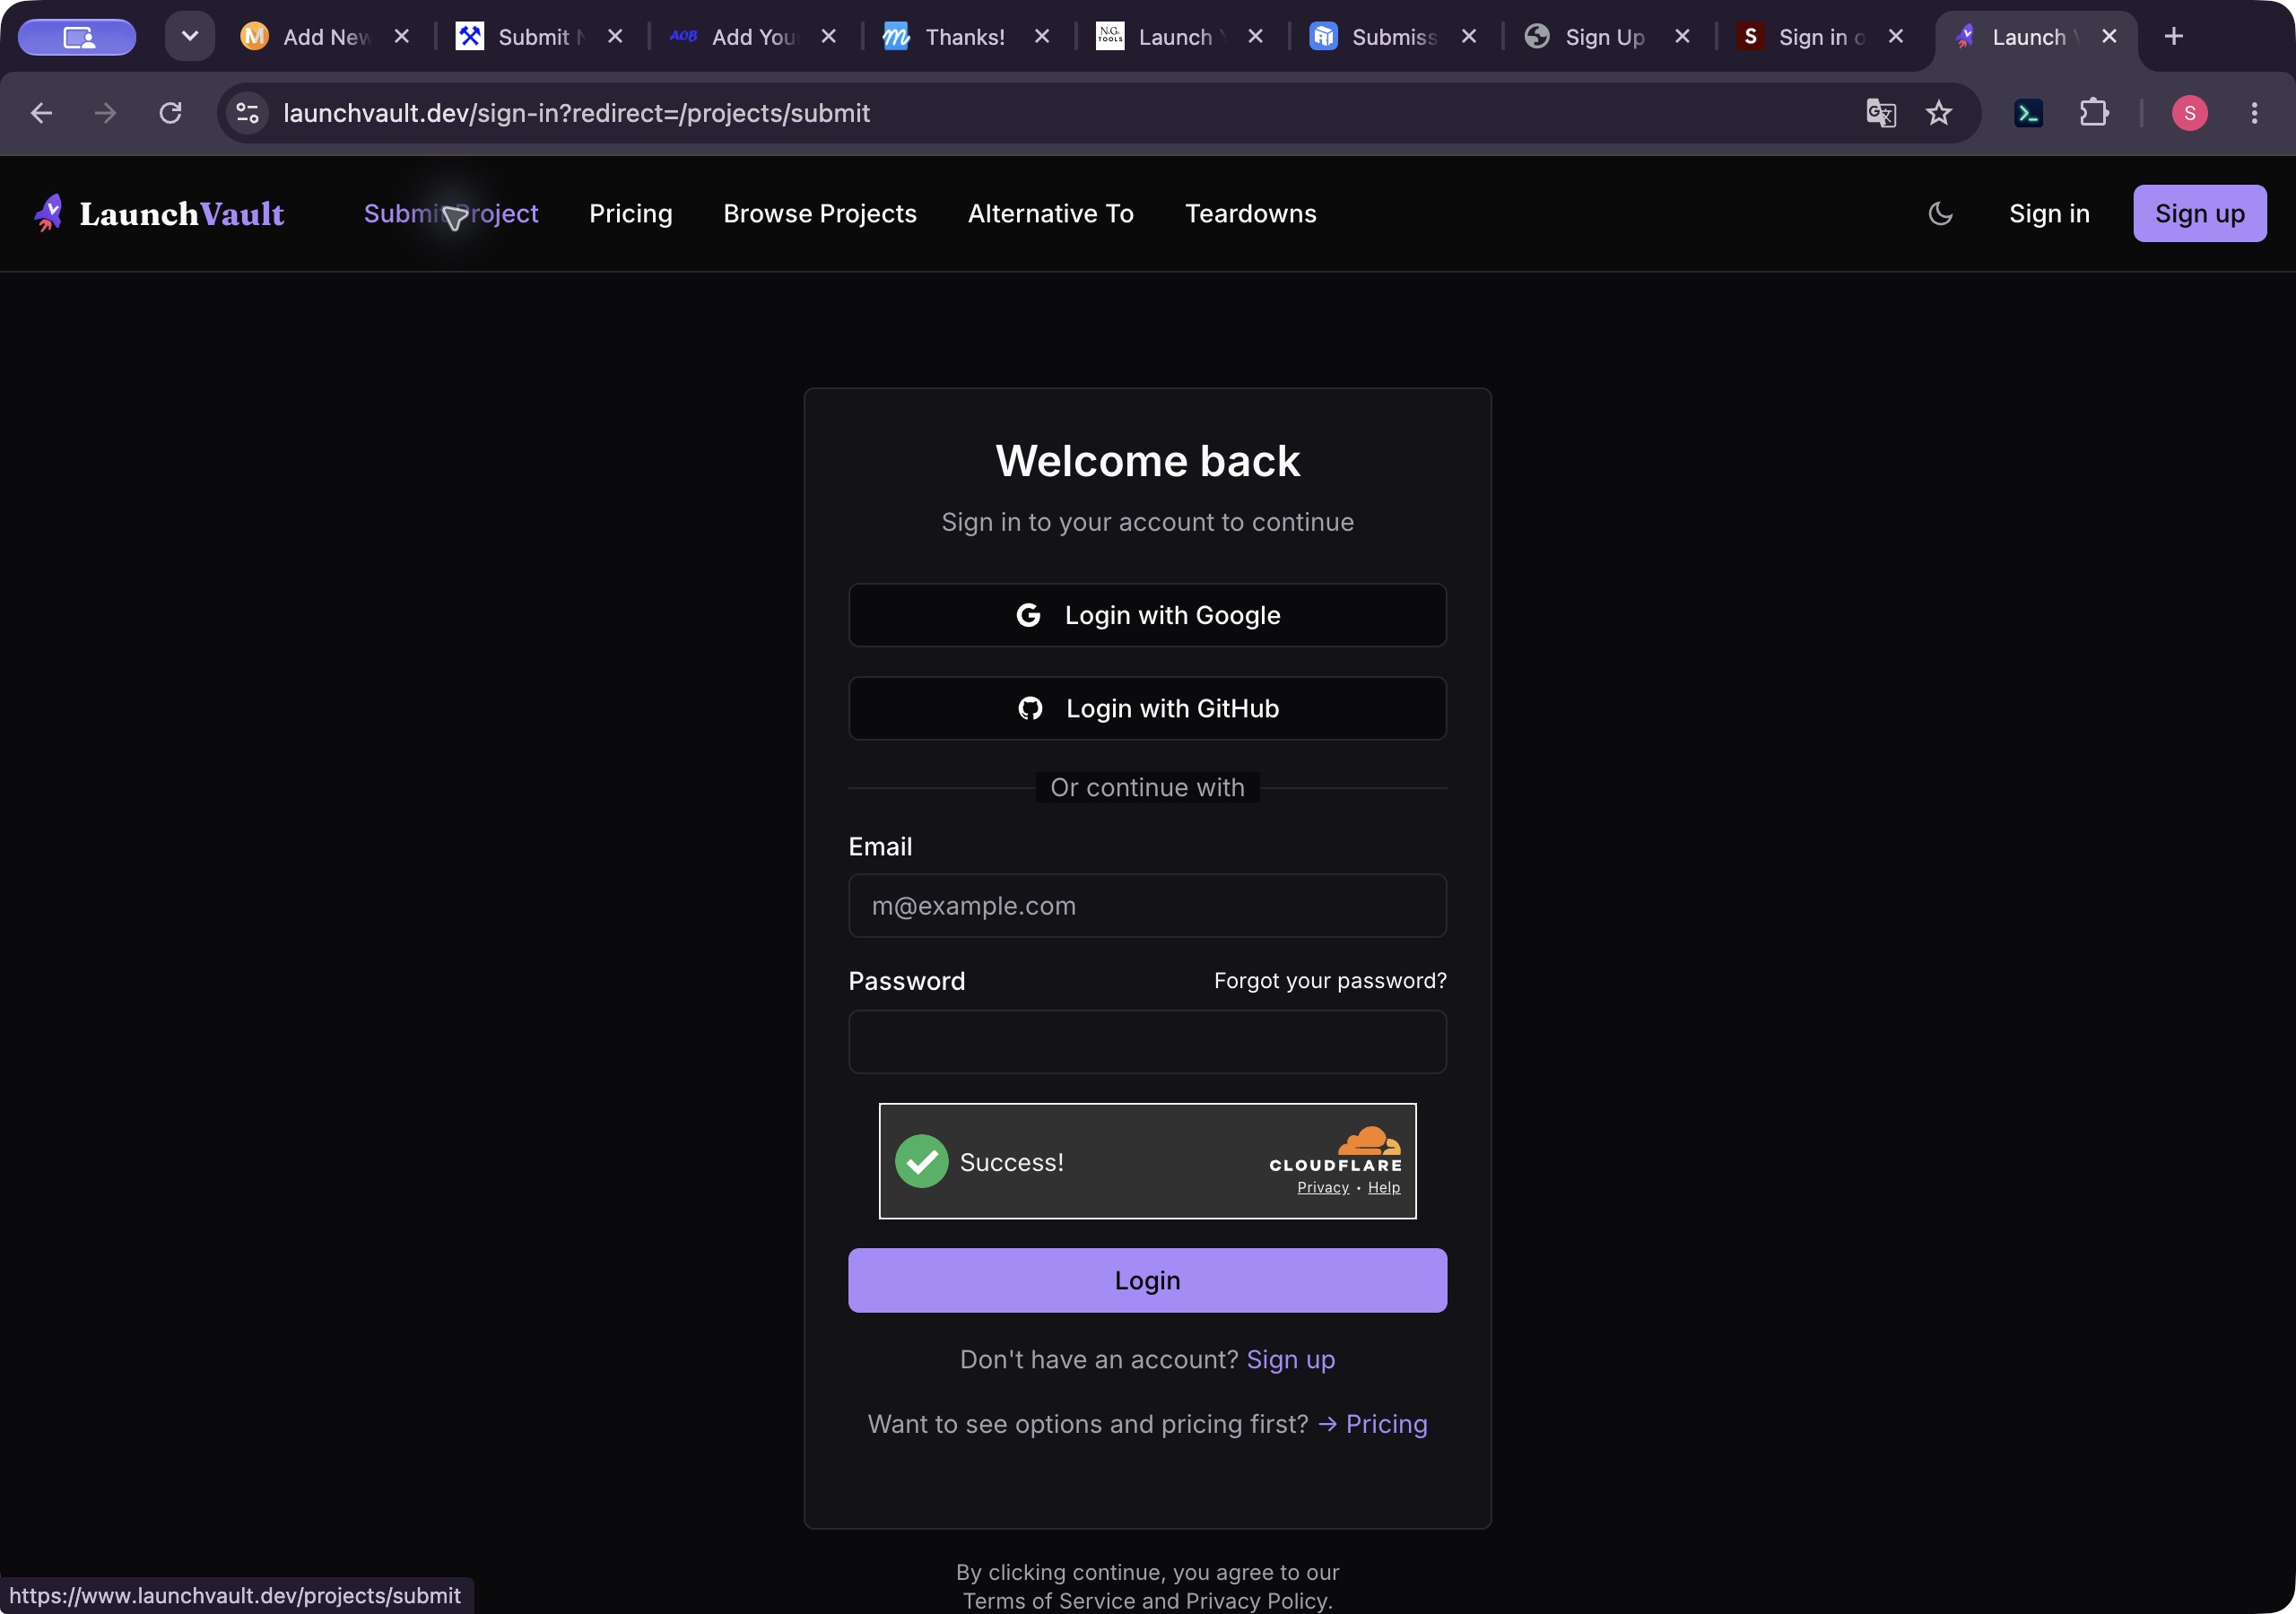 Add New
Submit N
AOB Add You
Thanks!
NG TOOLS Launch
Submiss
Sign Up
S Sign in o
Launch
launchvault.dev/sign-in?redirect=/projects/submit
S
LaunchVault
Submit Project
Pricing
Browse Projects
Alternative To
Teardowns
Sign in
Sign up
Welcome back
Sign in to your account to continue
Login with Google
Login with GitHub
Or continue with
Email
m@example.com
Password
Forgot your password?
Success!
CLOUDFLARE
Privacy • Help
Login
Don't have an account? Sign up
Want to see options and pricing first? → Pricing
By clicking continue, you agree to our
Terms of Service and Privacy Policy.
https://www.launchvault.dev/projects/submit